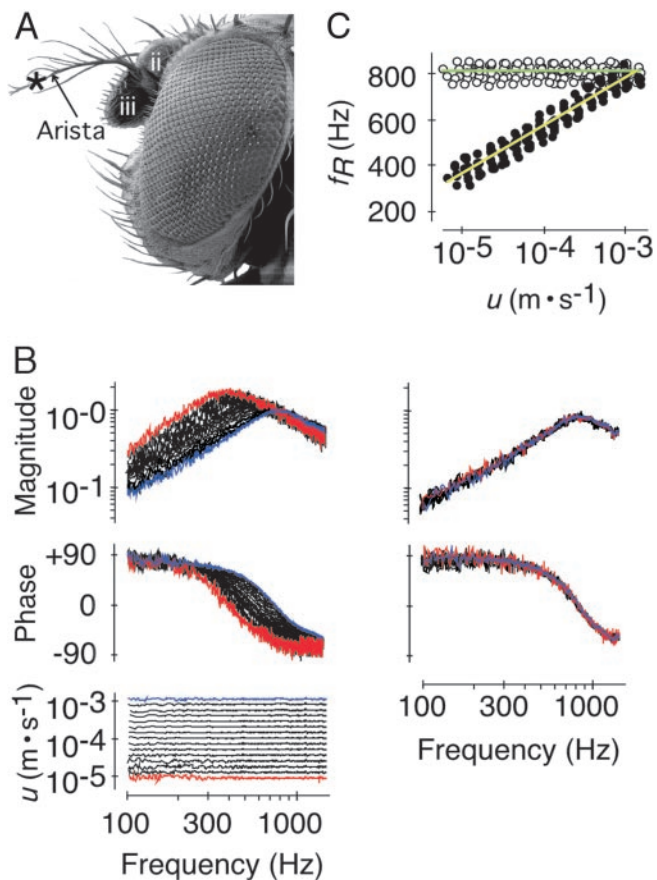 A
ii
iii
*
Arista
C
800
600
400
200
fR (Hz)
10-5 10-4 10-3
u (m • s-1)
B
Magnitude
10-0
10-1
Phase
+90
0
-90
u (m • s-1)
10-3
10-4
10-5
100 300 1000
Frequency (Hz)
100 300 1000
Frequency (Hz)